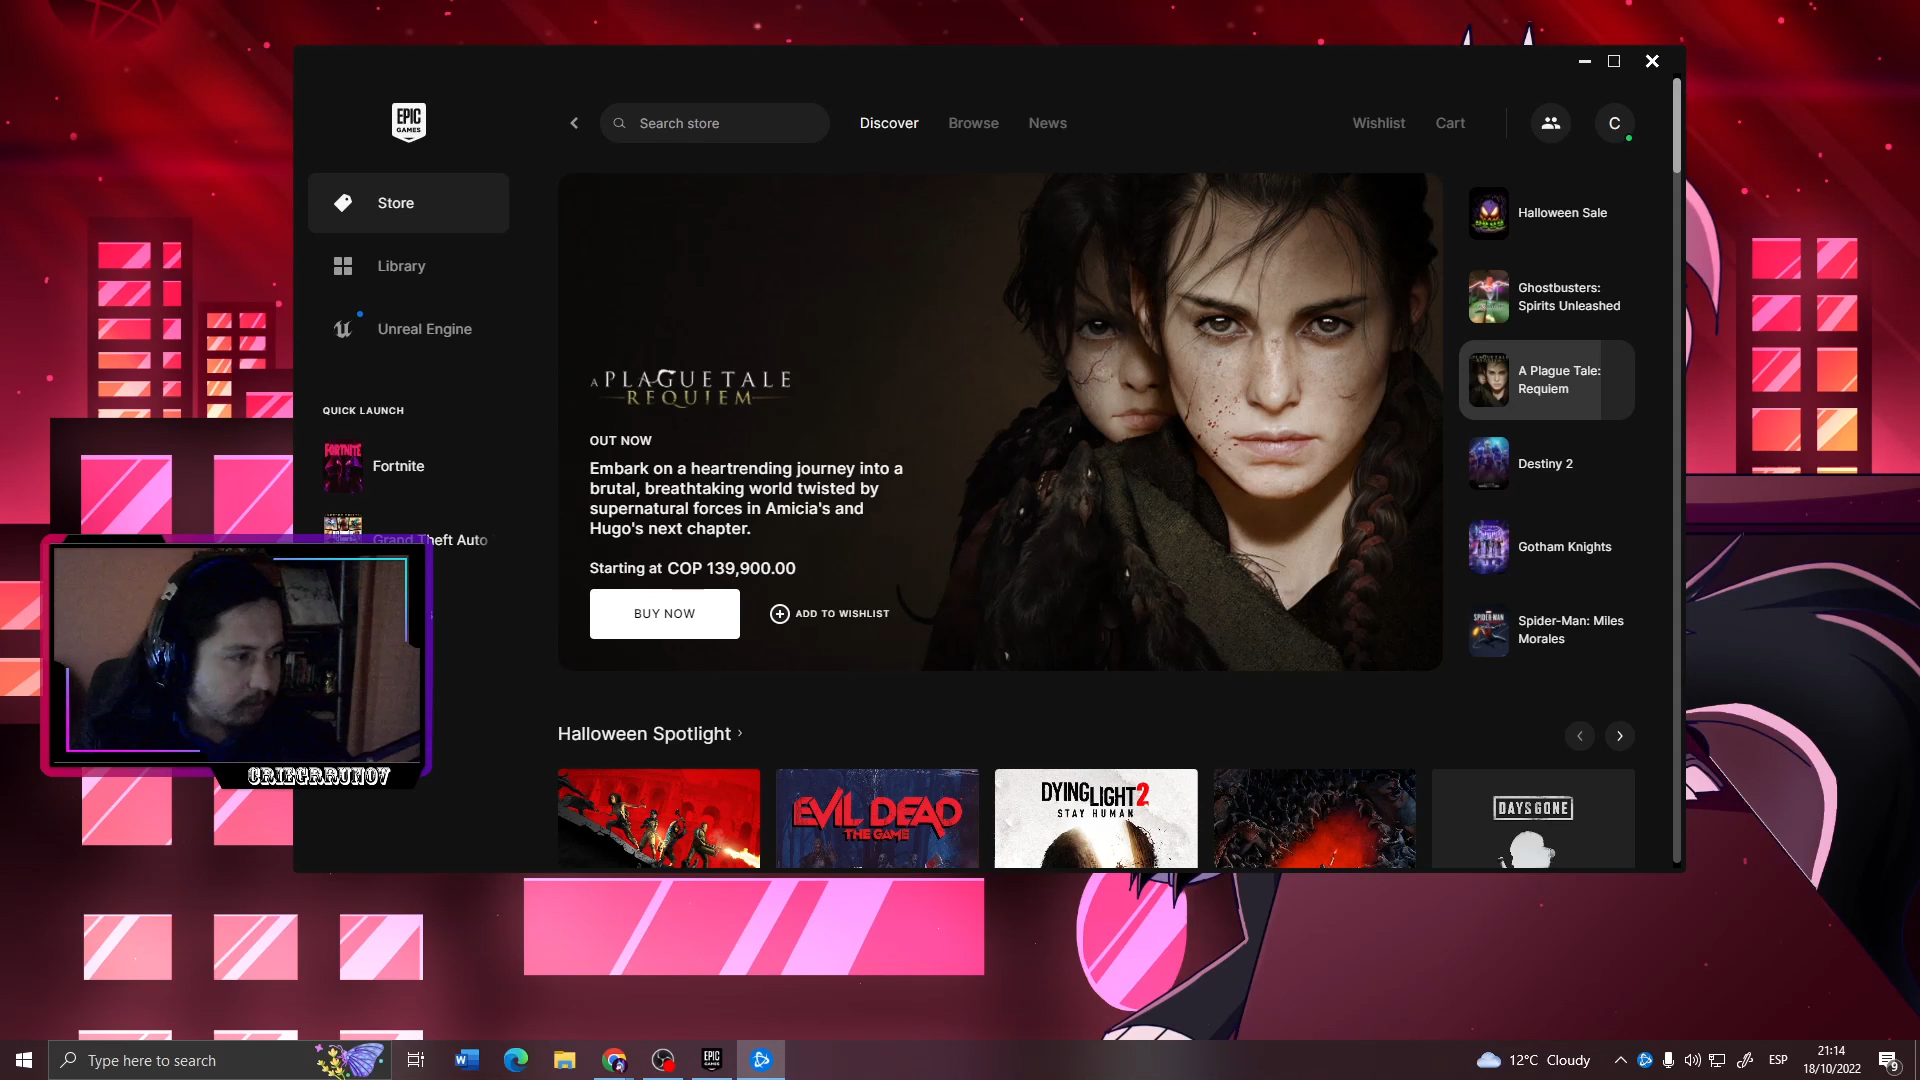 EPIC
GAMES
Search store
Discover
Browse
News
Wishlist
Cart
C
Store
Library
Unreal Engine
QUICK LAUNCH
FORTNITE
Fortnite
Grand Theft Auto
CRIEGRRUNOV
A PLAGUE TALE
REQUIEM
OUT NOW
Embark on a heartrending journey into a
brutal, breathtaking world twisted by
supernatural forces in Amicia's and
Hugo's next chapter.
Starting at COP 139,900.00
BUY NOW
ADD TO WISHLIST
Halloween Sale
Ghostbusters:
Spirits Unleashed
A Plague Tale:
Requiem
Destiny 2
Gotham Knights
Spider-Man: Miles
Morales
Halloween Spotlight
EVIL DEAD
THE GAME
DYING LIGHT 2
STAY HUMAN
DAYS GONE
Type here to search
12°C Cloudy
ESP
21:14
18/10/2022
9